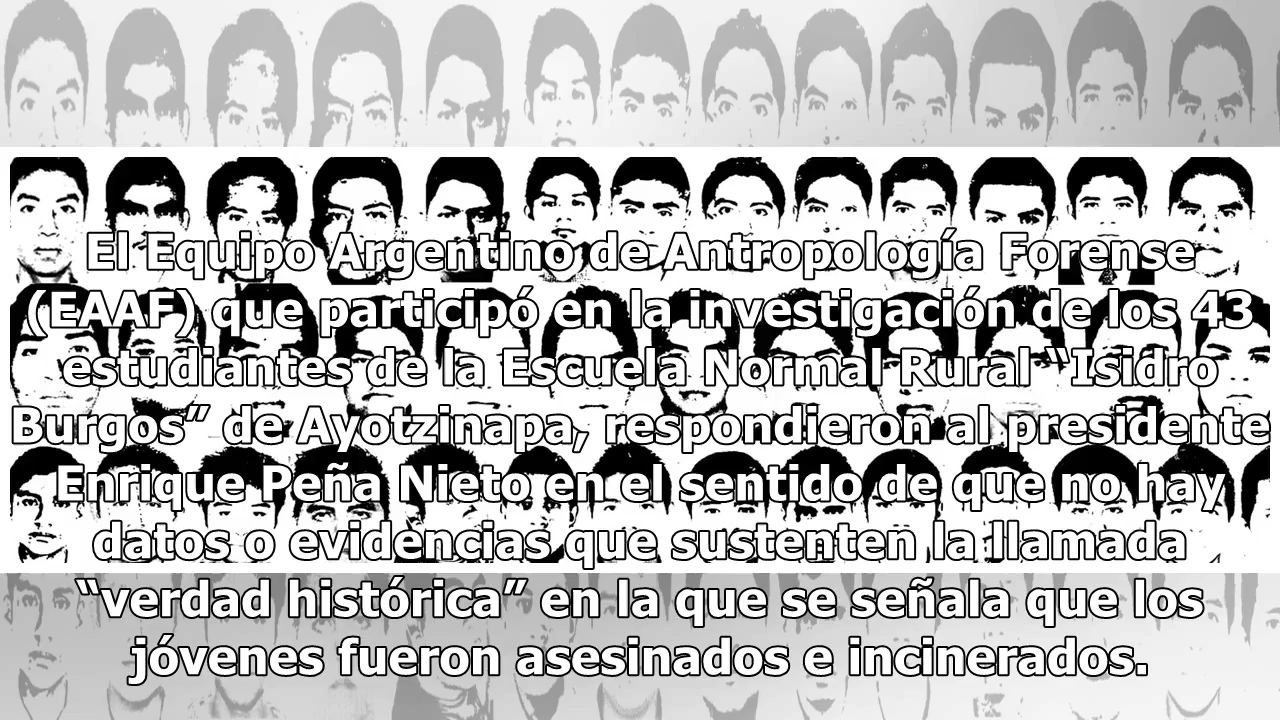 El Equipo Argentino de Antropología Forense
(EAAF) que participó en la investigación de los 43
estudiantes de la Escuela Normal Rural “Isidro
Burgos” de Ayotzinapa, respondieron al presidente
Enrique Peña Nieto en el sentido de que no hay
datos o evidencias que sustenten la llamada
“verdad histórica” en la que se señala que los
jóvenes fueron asesinados e incinerados.